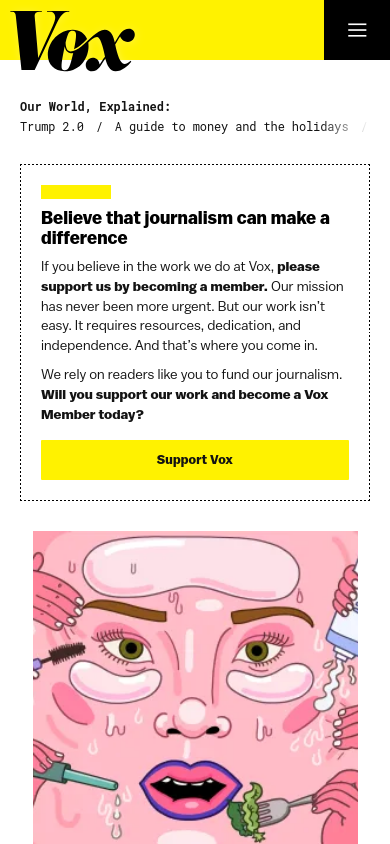 Vox
Our World, Explained:
Trump 2.0 / A guide to money and the holidays /
Believe that journalism can make a
difference
If you believe in the work we do at Vox, please
support us by becoming a member. Our mission
has never been more urgent. But our work isn't
easy. It requires resources, dedication, and
independence. And that's where you come in.
We rely on readers like you to fund our journalism.
Will you support our work and become a Vox
Member today?
Support Vox